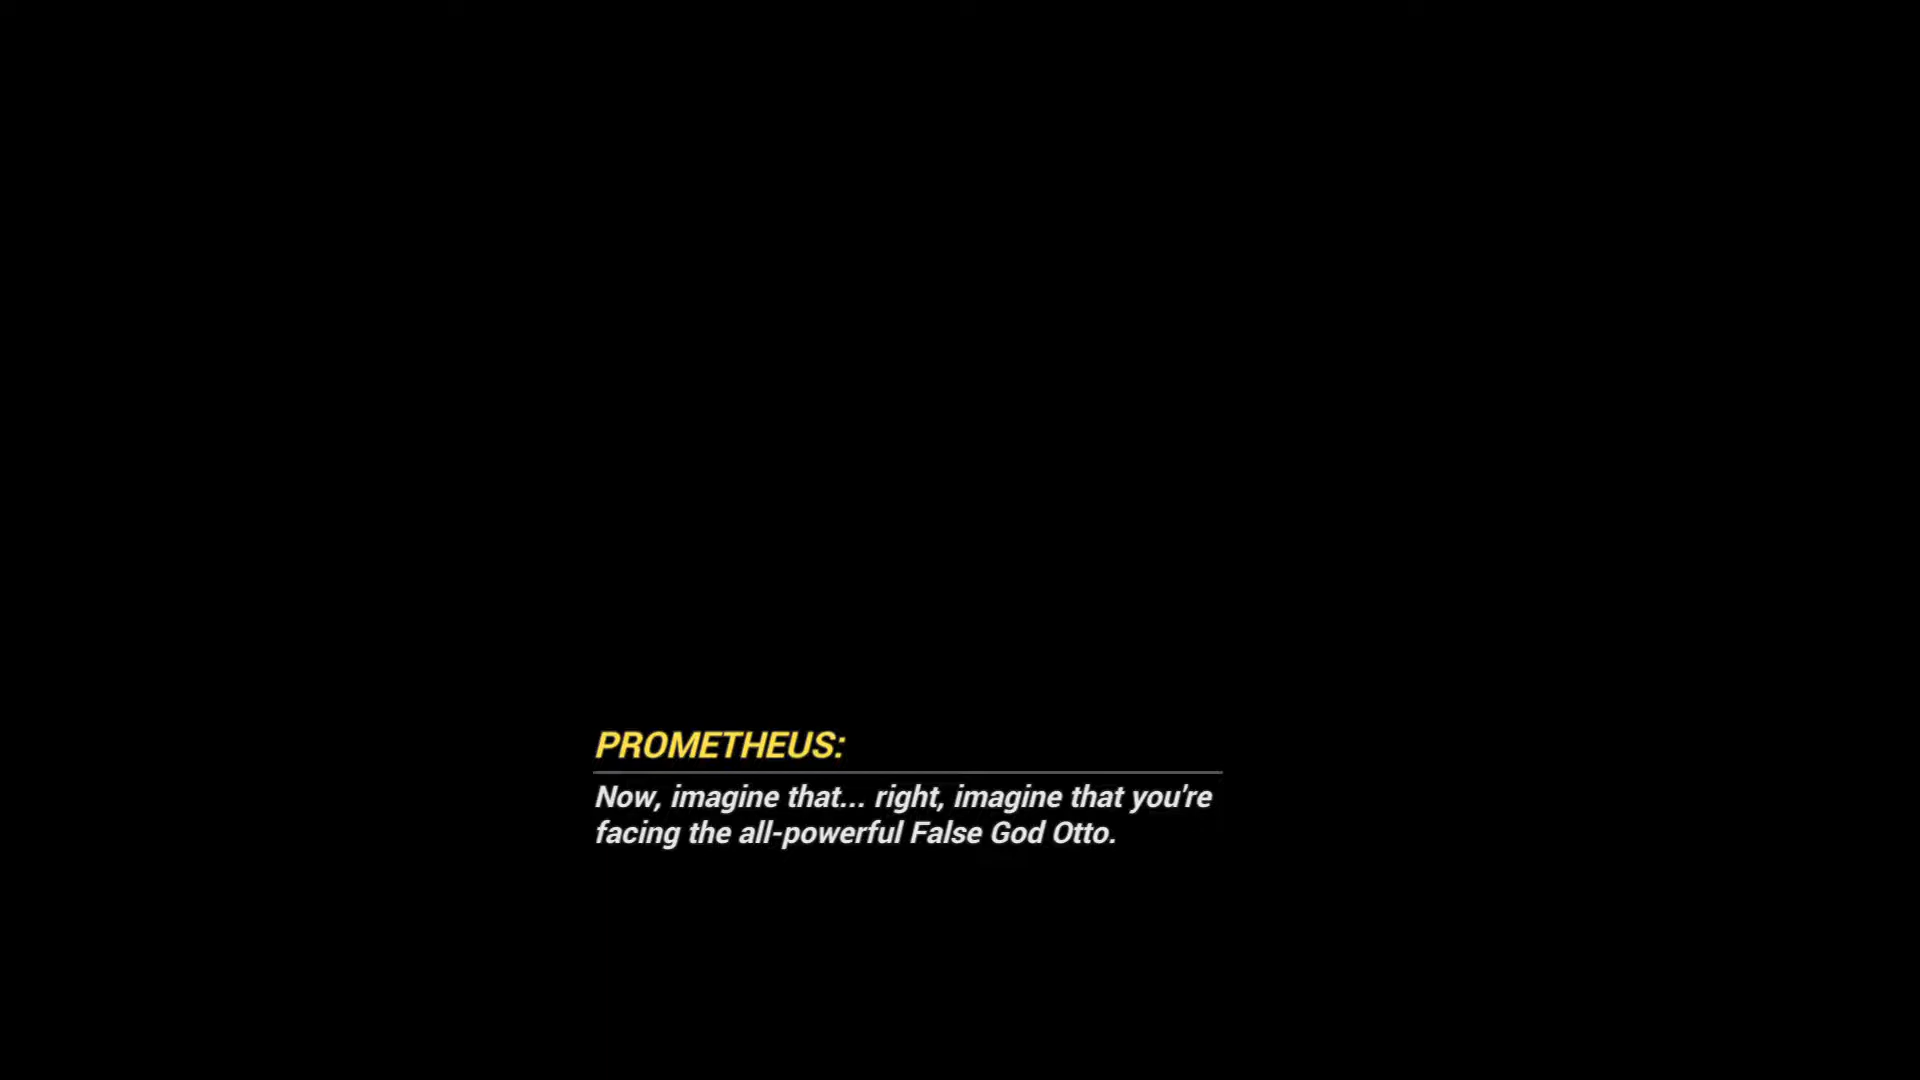 PROMETHEUS:
Now, imagine that... right, imagine that you're
facing the all-powerful False God Otto.